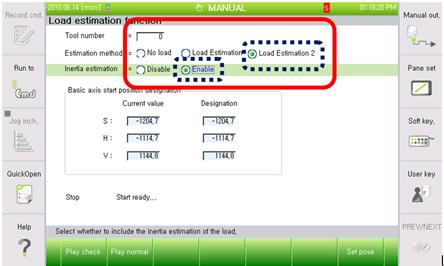 Record cnd,
2010,06,14 (mon)
MANUAL
S
01:18:20 PM
Manual out,
Load estimation function
Tool number = 0
Estimation method = No load Load Estimation Load Estimation 2
Inertia estimation = Disable Enable
Run to
Cmd
Pane set
Basic axis start position designation
Current value Designation
S : -1204,7 -1204,7
H : -1114,7 -1114,7
V : 1144,8 1144,8
Jog inch,
Soft key,
QuickOpen
User key
Stop Start ready,,,
Help
PREV/NEXT
Select whether to include the inertia estimation of the load,
Play check Play normal Set pose